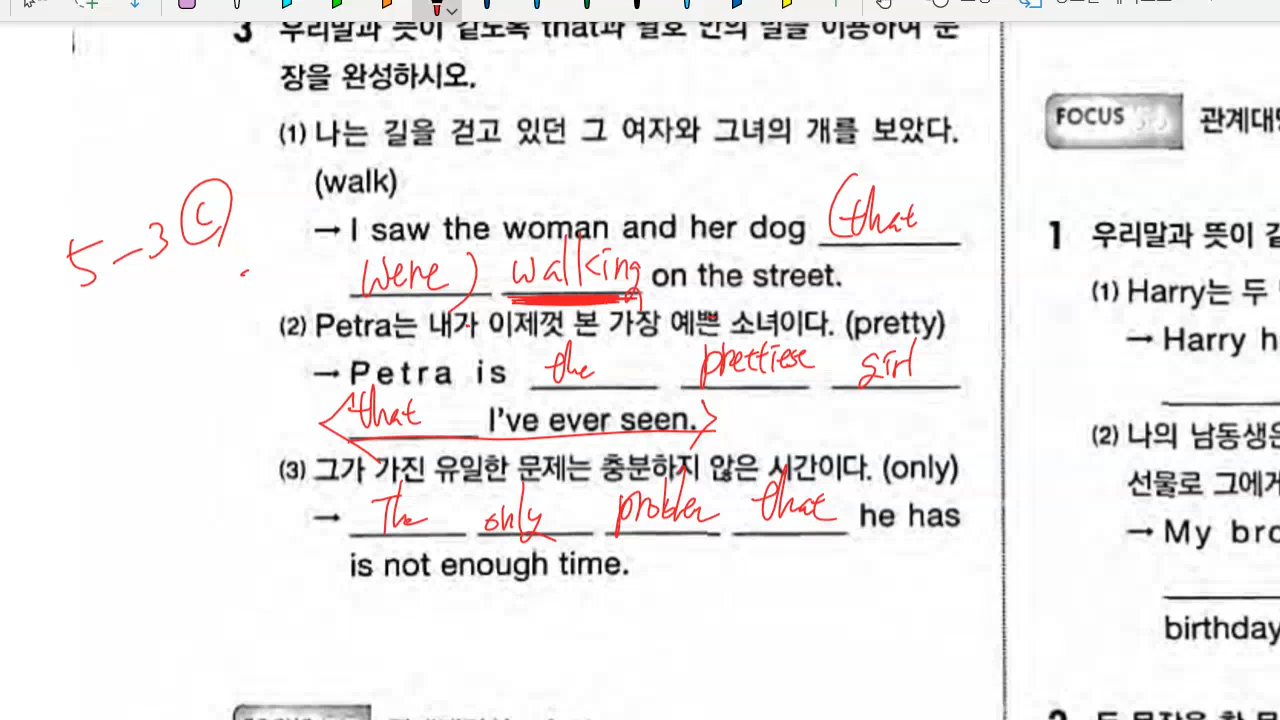 3 우리말과 뜻이 같도록 that과 괄호 안의 말을 이용하여 문
장을 완성하시오.
(1) 나는 길을 걷고 있던 그 여자와 그녀의 개를 보았다.
(walk)
→ I saw the woman and her dog (that
were) walking on the street.
5-3 C
(2) Petra는 내가 이제껏 본 가장 예쁜 소녀이다. (pretty)
→ Petra is the prettiest girl
<that I've ever seen.>
(3) 그가 가진 유일한 문제는 충분하지 않은 시간이다. (only)
→ The only problem that he has
is not enough time.
FOCUS 관계대
1 우리말과 뜻이 같
(1) Harry는 두
→ Harry h
(2) 나의 남동생은
선물로 그에게
→ My bro
birthday